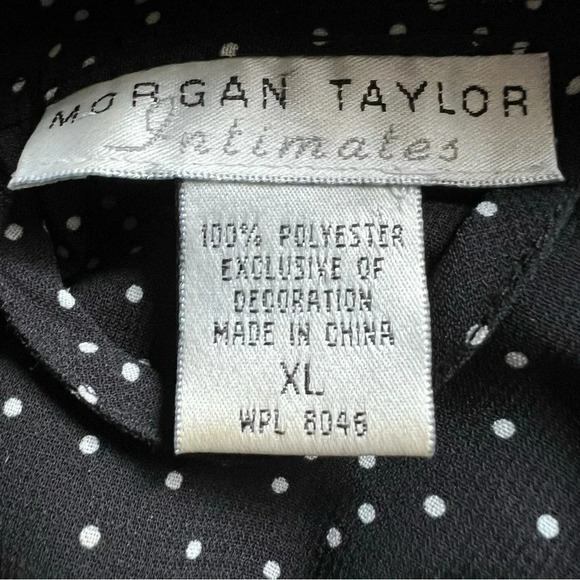 MORGAN TAYLOR
Intimates
100% POLYESTER
EXCLUSIVE OF
DECORATION
MADE IN CHINA
XL
WPL 8046